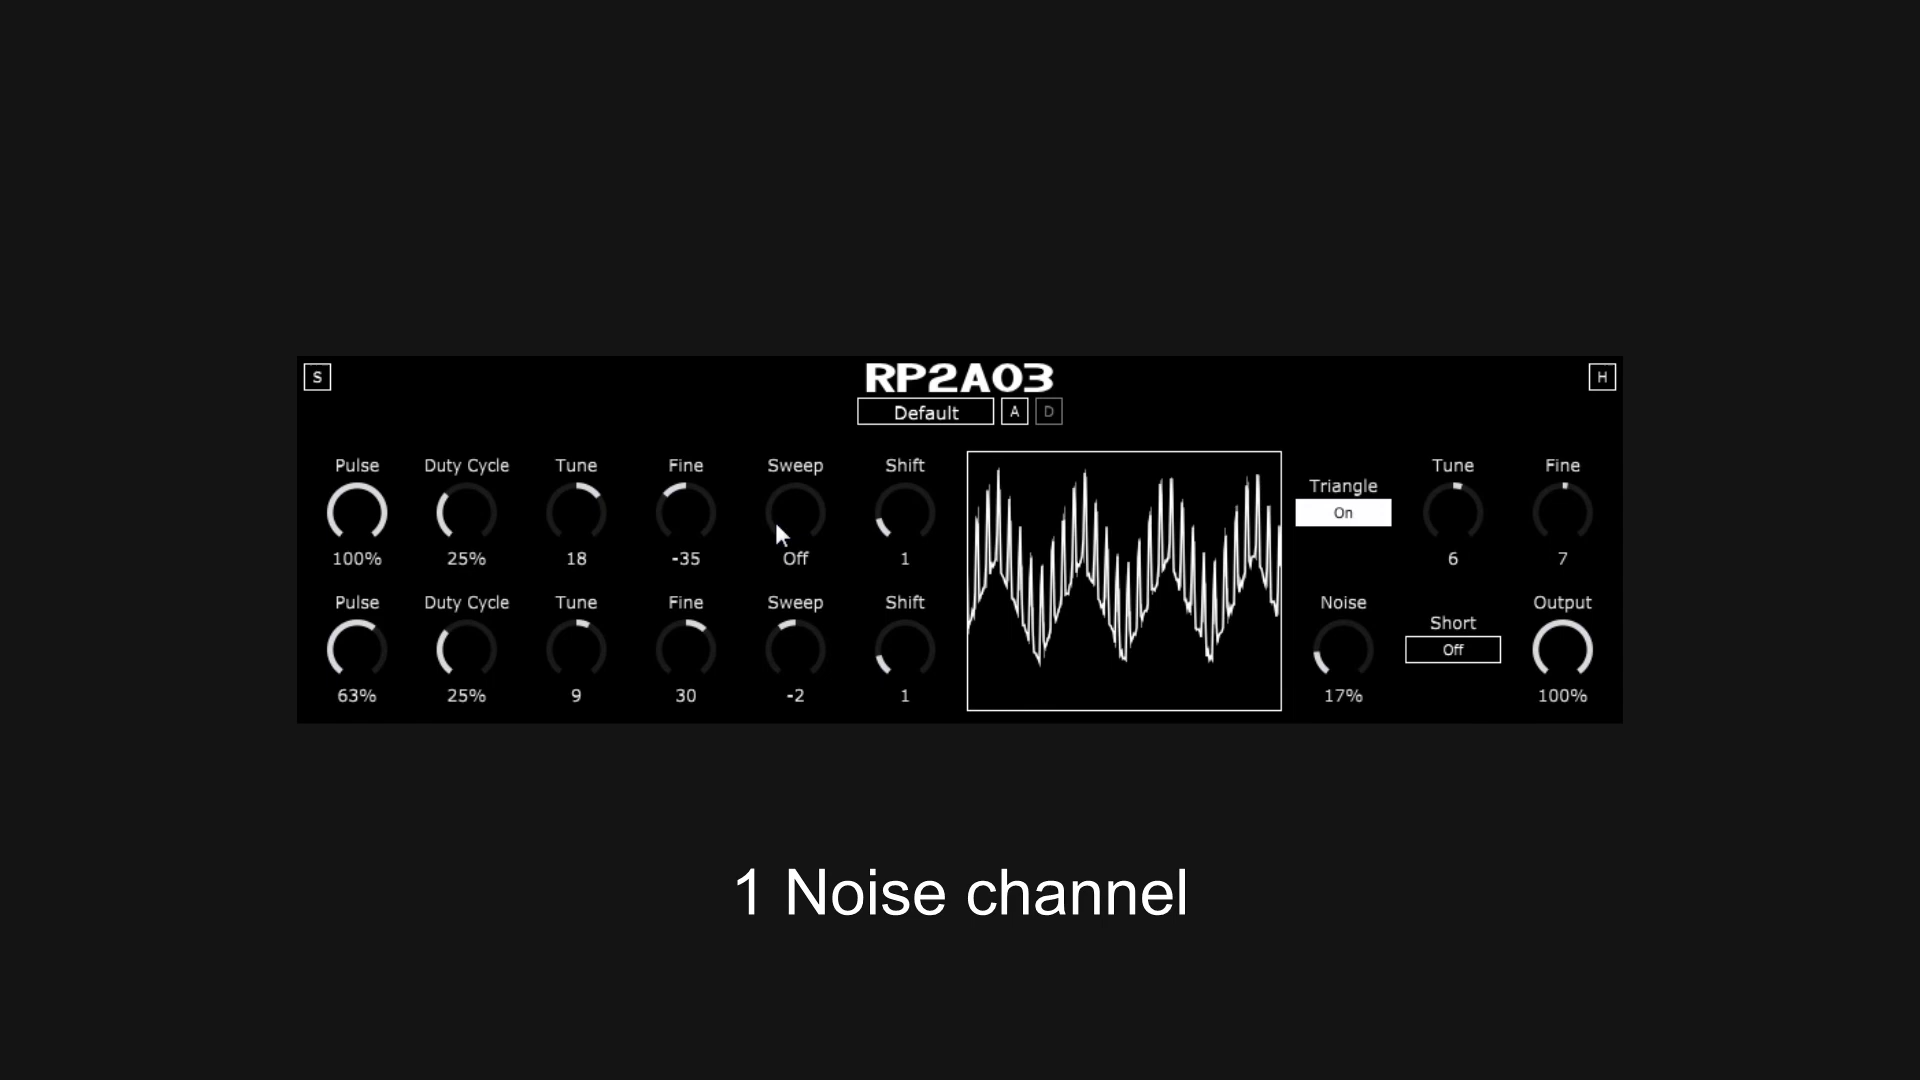 S
RP2A03
H
Default
A
D
Pulse Duty Cycle Tune Fine Sweep Shift
100% 25% 18 -35 Off 1
Pulse Duty Cycle Tune Fine Sweep Shift
63% 25% 9 30 -2 1
Triangle
On
Tune Fine
6 7
Noise
17%
Short
Off
Output
100%
1 Noise channel